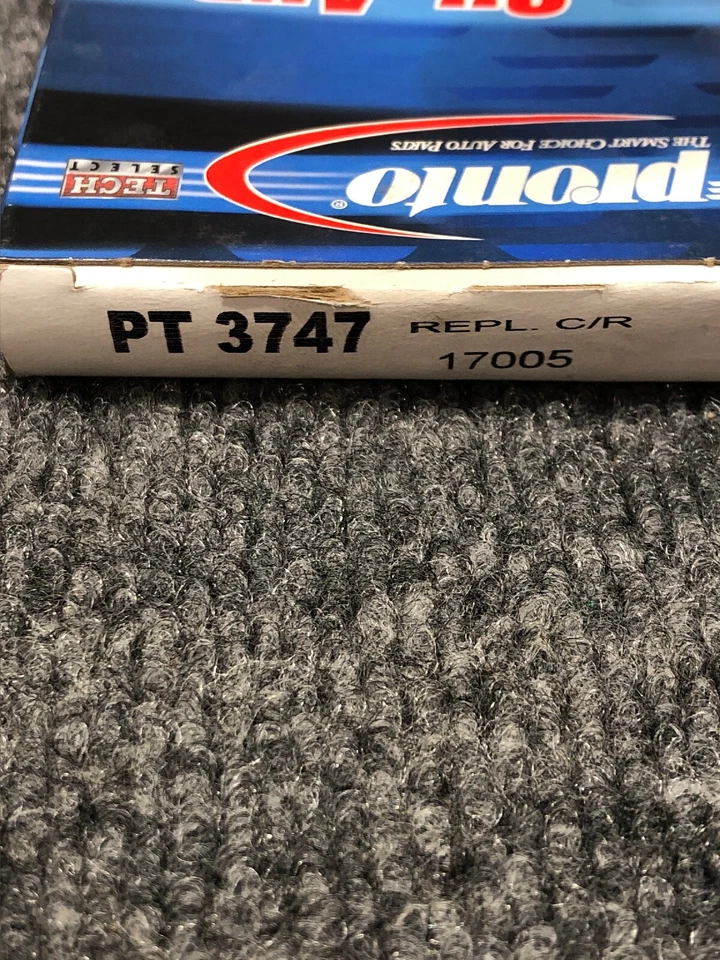 THE SMART CHOICE FOR AUTO PARTS
pronto®
TECH
SELECT
PT 3747
REPL. C/R
17005